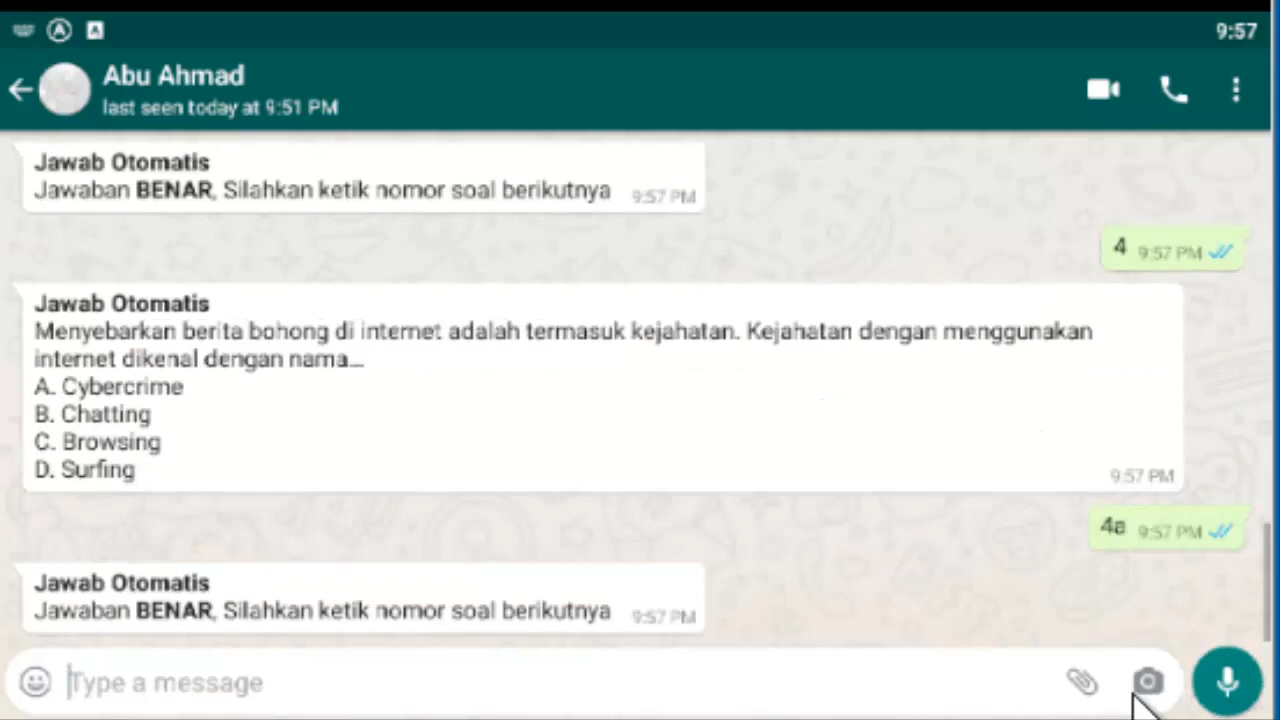 9:57
Abu Ahmad
last seen today at 9:51 PM
Jawab Otomatis
Jawaban BENAR, Silahkan ketik nomor soal berikutnya 9:57 PM
4 9:57 PM
Jawab Otomatis
Menyebarkan berita bohong di internet adalah termasuk kejahatan. Kejahatan dengan menggunakan
internet dikenal dengan nama...
A. Cybercrime
B. Chatting
C. Browsing
D. Surfing
9:57 PM
4a 9:57 PM
Jawab Otomatis
Jawaban BENAR, Silahkan ketik nomor soal berikutnya 9:57 PM
Type a message